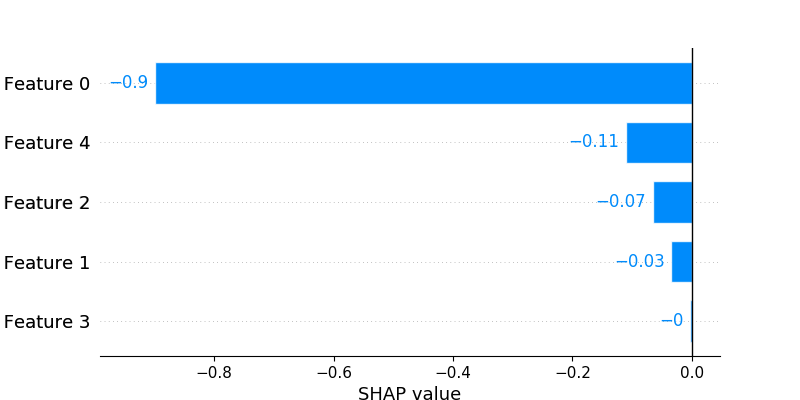 Feature 0 −0.9
Feature 4 −0.11
Feature 2 −0.07
Feature 1 −0.03
Feature 3 −0
−0.8 −0.6 −0.4 −0.2 0.0
SHAP value